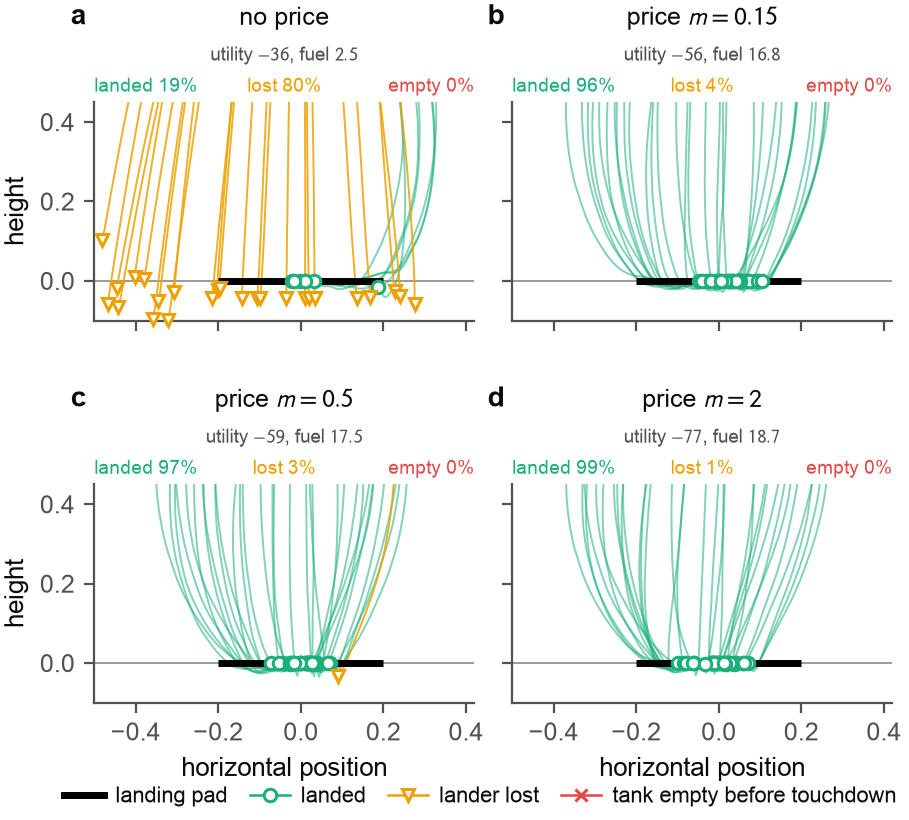 a
no price
utility −36, fuel 2.5
landed 19% lost 80% empty 0%
0.4
0.2
0.0
height
b
price m = 0.15
utility −56, fuel 16.8
landed 96% lost 4% empty 0%
c
price m = 0.5
utility −59, fuel 17.5
landed 97% lost 3% empty 0%
0.4
0.2
0.0
height
−0.4 −0.2 0.0 0.2 0.4
horizontal position
d
price m = 2
utility −77, fuel 18.7
landed 99% lost 1% empty 0%
−0.4 −0.2 0.0 0.2 0.4
horizontal position
landing pad landed lander lost tank empty before touchdown